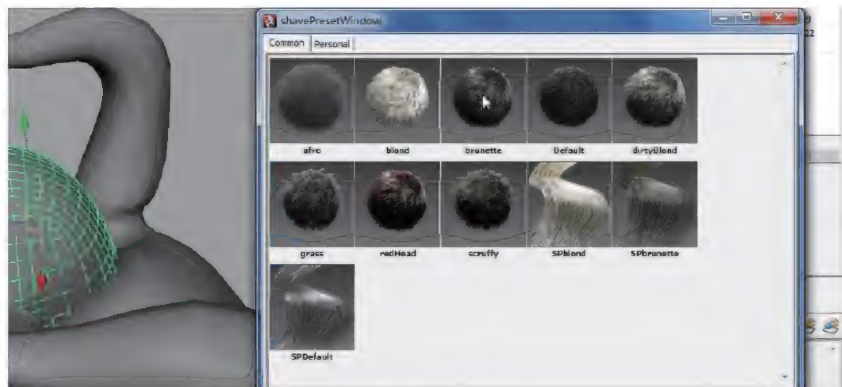 shavePresetWindow
Common Personal
afro blond brunette Default dirtyBlond
grass redHead scruffy SPblond SPbrunette
SPDefault